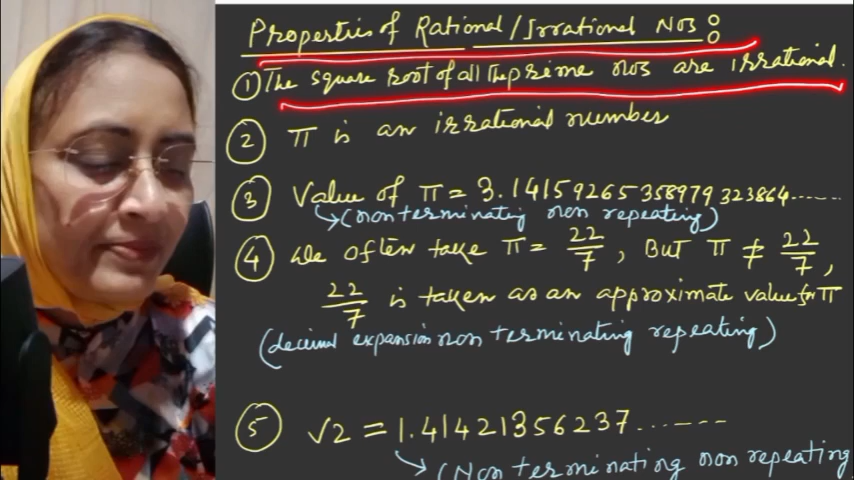 Properties of Rational/Irrational Nos:
① The square root of all the prime nos are irrational.
② π is an irrational number
③ Value of π = 3.14159265358979323864......
↳(non terminating non repeating)
④ We often take π = 22/7, But π ≠ 22/7,
22/7 is taken as an approximate value for π
(decimal expansion non terminating repeating)
⑤ √2 = 1.41421356237.......
↳(Non terminating non repeating